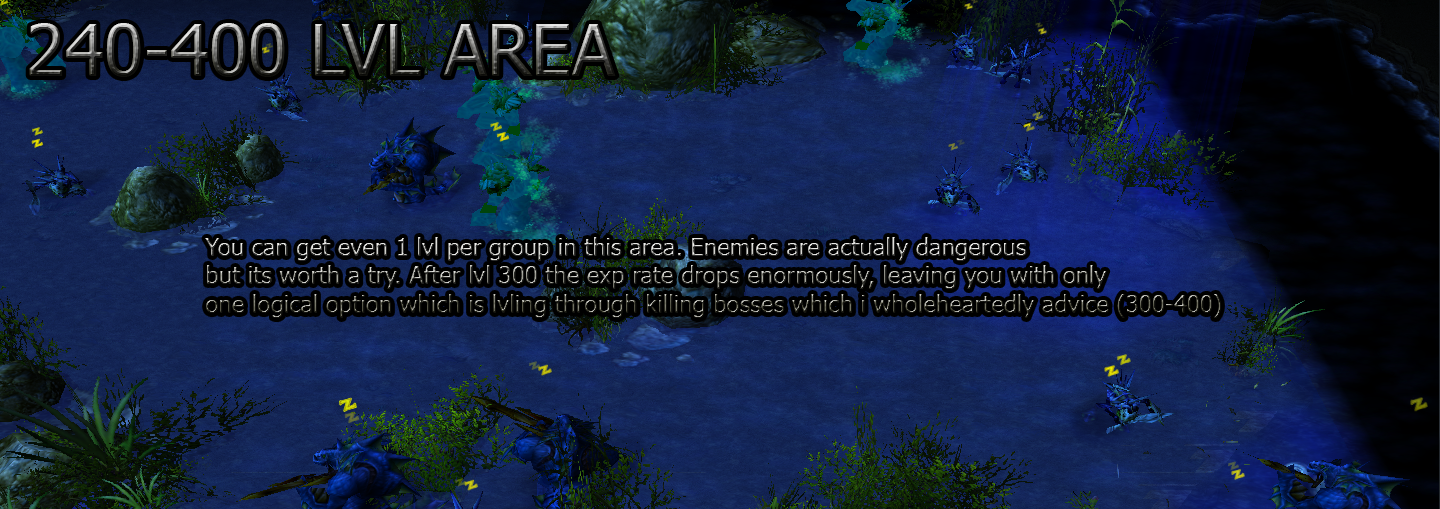 240-400 LVL AREA
You can get even 1 lvl per group in this area. Enemies are actually dangerous
but its worth a try. After lvl 300 the exp rate drops enormously, leaving you with only
one logical option which is lvling through killing bosses which i wholeheartedly advice (300-400)